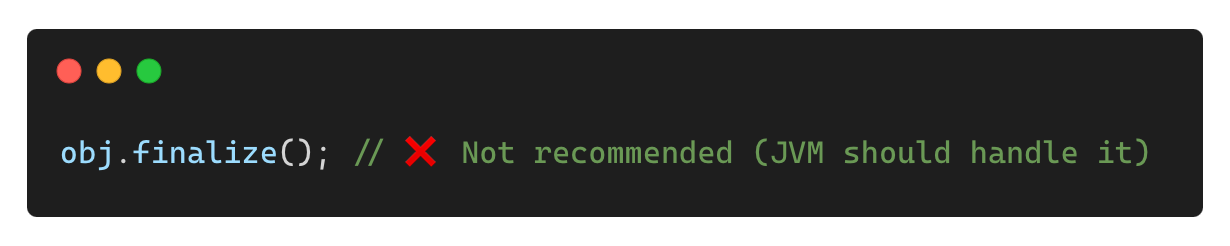 obj.finalize(); // ❌ Not recommended (JVM should handle it)